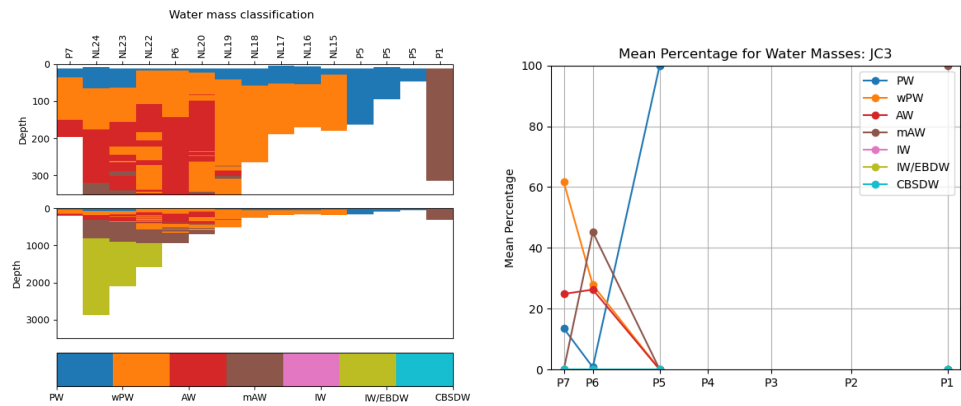 Water mass classification
P7 NL24 NL23 NL22 P6 NL20 NL19 NL18 NL17 NL16 NL15 P5 P5 P5 P1
0
100
200
300
Depth
0
1000
2000
3000
Depth
PW wPW AW mAW IW IW/EBDW CBSDW
Mean Percentage for Water Masses: JC3
100
80
60
40
20
0
Mean Percentage
P7 P6 P5 P4 P3 P2 P1
PW
wPW
AW
mAW
IW
IW/EBDW
CBSDW